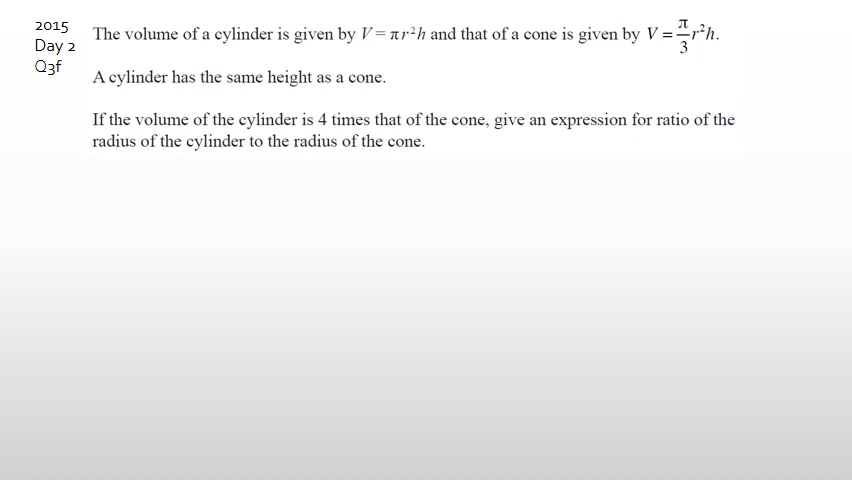 2015
Day 2
Q3f
The volume of a cylinder is given by V = πr²h and that of a cone is given by V = π/3 r²h.
A cylinder has the same height as a cone.
If the volume of the cylinder is 4 times that of the cone, give an expression for ratio of the
radius of the cylinder to the radius of the cone.